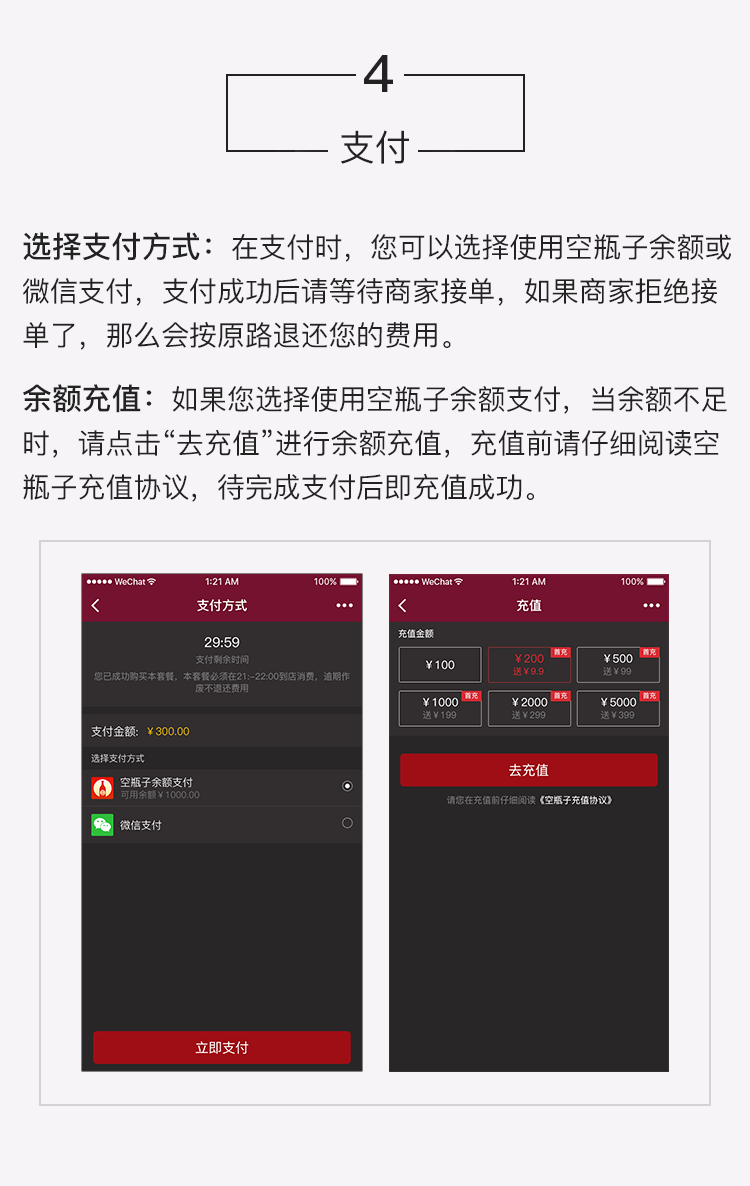 4
支付
选择支付方式：在支付时，您可以选择使用空瓶子余额或
微信支付，支付成功后请等待商家接单，如果商家拒绝接
单了，那么会按原路退还您的费用。
余额充值：如果您选择使用空瓶子余额支付，当余额不足
时，请点击“去充值”进行余额充值，充值前请仔细阅读空
瓶子充值协议，待完成支付后即充值成功。
WeChat 1:21 AM 100%
支付方式
29:59
支付剩余时间
您已成功购买本套餐，本套餐必须在21:-22:00到店消费，逾期作
废不退还费用
支付金额: ￥300.00
选择支付方式
空瓶子余额支付
可用余额￥1000.00
微信支付
立即支付
WeChat 1:21 AM 100%
充值
充值金额
￥100
￥200 首充
送￥9.9
￥500 首充
送￥99
￥1000 首充
送￥199
￥2000 首充
送￥299
￥5000 首充
送￥399
去充值
请您在充值前仔细阅读《空瓶子充值协议》